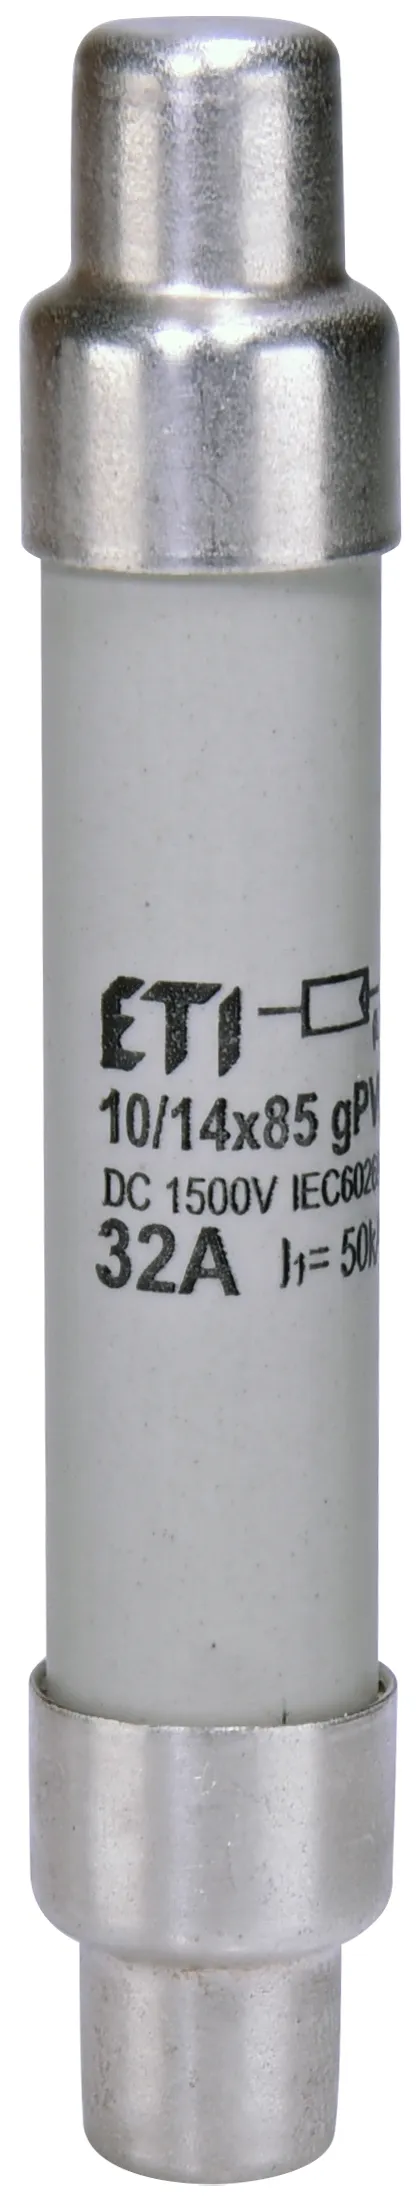 ETI
10/14x85 gPV
DC 1500V IEC6026
32A I₁= 50k